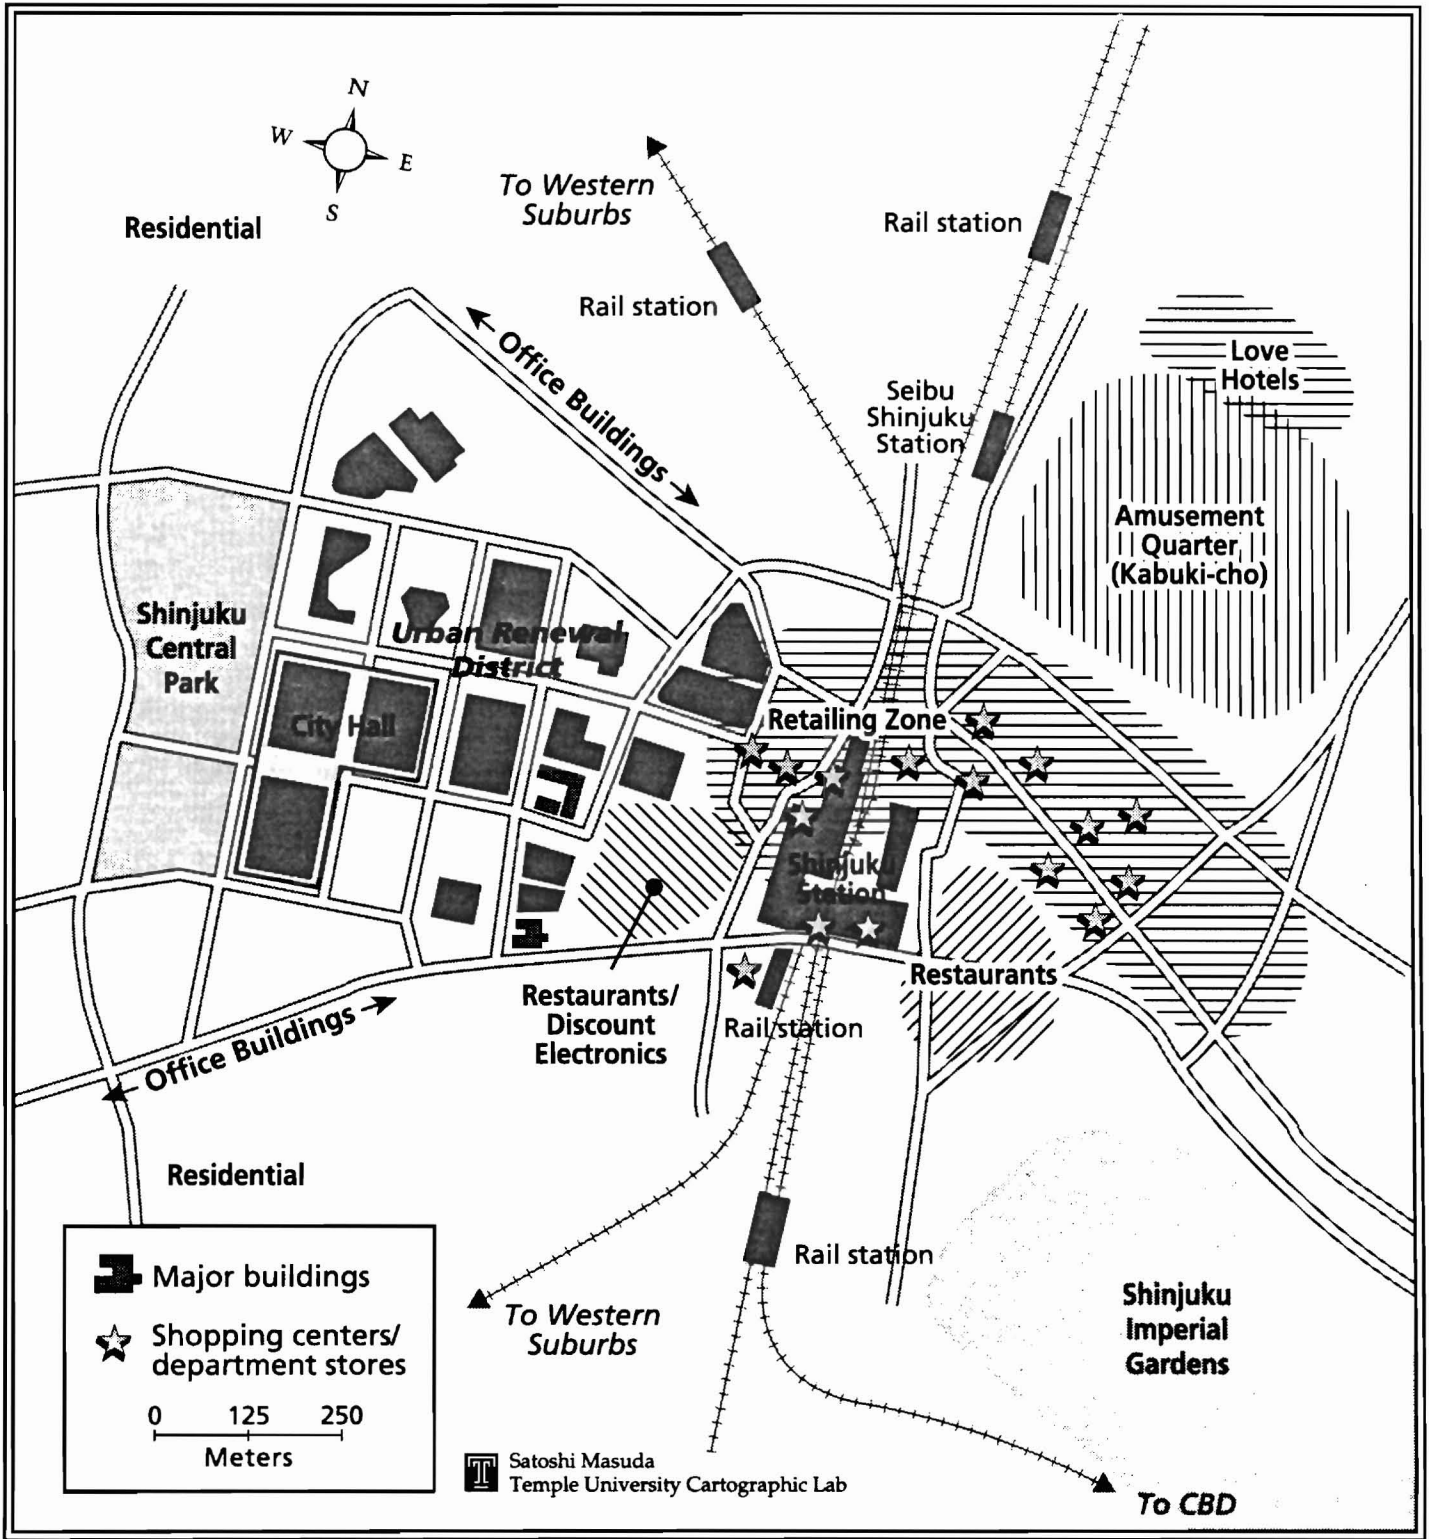 N
W
E
S
To Western
Suburbs
Residential
Rail station
Rail station
Office Buildings
Love
Hotels
Seibu
Shinjuku
Station
Amusement
Quarter
(Kabuki-cho)
Shinjuku
Central
Park
Urban Renewal
District
City Hall
Retailing Zone
Shinjuku
Station
Restaurants
Restaurants/
Discount
Electronics
Rail station
Office Buildings
Residential
Rail station
To Western
Suburbs
Shinjuku
Imperial
Gardens
Major buildings
Shopping centers/
department stores
0 125 250
Meters
T
Satoshi Masuda
Temple University Cartographic Lab
To CBD